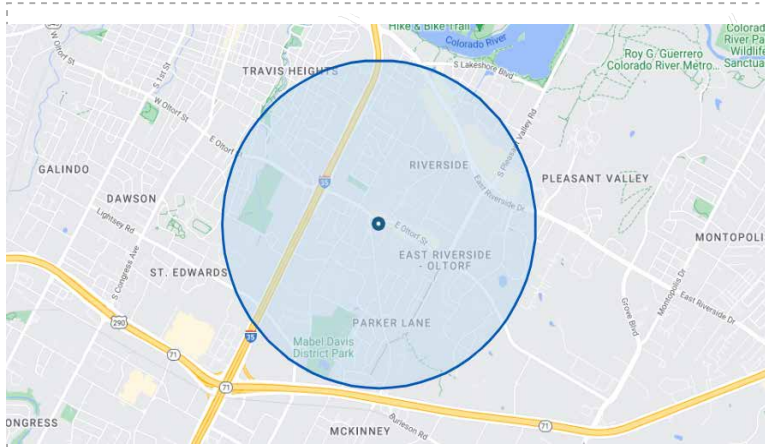 Hike & Bike Trail
Colorado River
Colorado
River Pa
Wildlife
Sanctua
Roy G. Guerrero
Colorado River Metro...
S Lakeshore Blvd
TRAVIS HEIGHTS
W Oltorf St
S 1st St
W Oltorf St
E Oltorf St
S Pleasant Valley Rd
RIVERSIDE
GALINDO
35
PLEASANT VALLEY
East Riverside Dr
DAWSON
Lightsey Rd
E Oltorf St
MONTOPOLI
EAST RIVERSIDE
- OLTORF
ST. EDWARDS
S Congress Ave
Montopolis Dr
East Riverside Dr
Grove Blvd
290
PARKER LANE
35
Mabel Davis
District Park
71
71
ONGRESS
McKINNEY
Burleson Rd
71